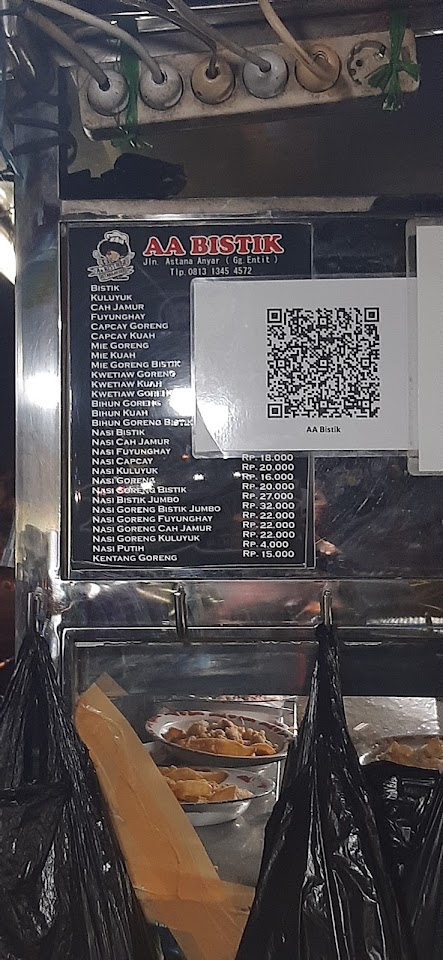 AA BISTIK
Jln. Astana Anyar ( Gg.Entit )
Tlp.0813 1345 4572
BISTIK
KULUYUK
CAH JAMUR
FUYUNGHAY
CAPCAY GORENG
CAPCAY KUAH
MIE GORENG
MIE KUAH
MIE GORENG BISTIK
KWETIAW GORENG
KWETIAW KUAH
KWETIAW GORENG
BIHUN GORENG
BIHUN KUAH
BIHUN GORENG BISTIK
NASI BISTIK
NASI CAH JAMUR
NASI FUYUNGHAY
NASI CAPCAY RP. 18.000
NASI KULUYUK RP. 20.000
NASI GORENG RP. 16.000
NASI GORENG BISTIK RP. 20.000
NASI BISTIK JUMBO RP. 27.000
NASI GORENG BISTIK JUMBO RP. 32.000
NASI GORENG FUYUNGHAY RP. 22.000
NASI GORENG CAH JAMUR RP. 22.000
NASI GORENG KULUYUK RP. 22.000
NASI PUTIH RP. 4.000
KENTANG GORENG RP. 15.000
AA Bistik